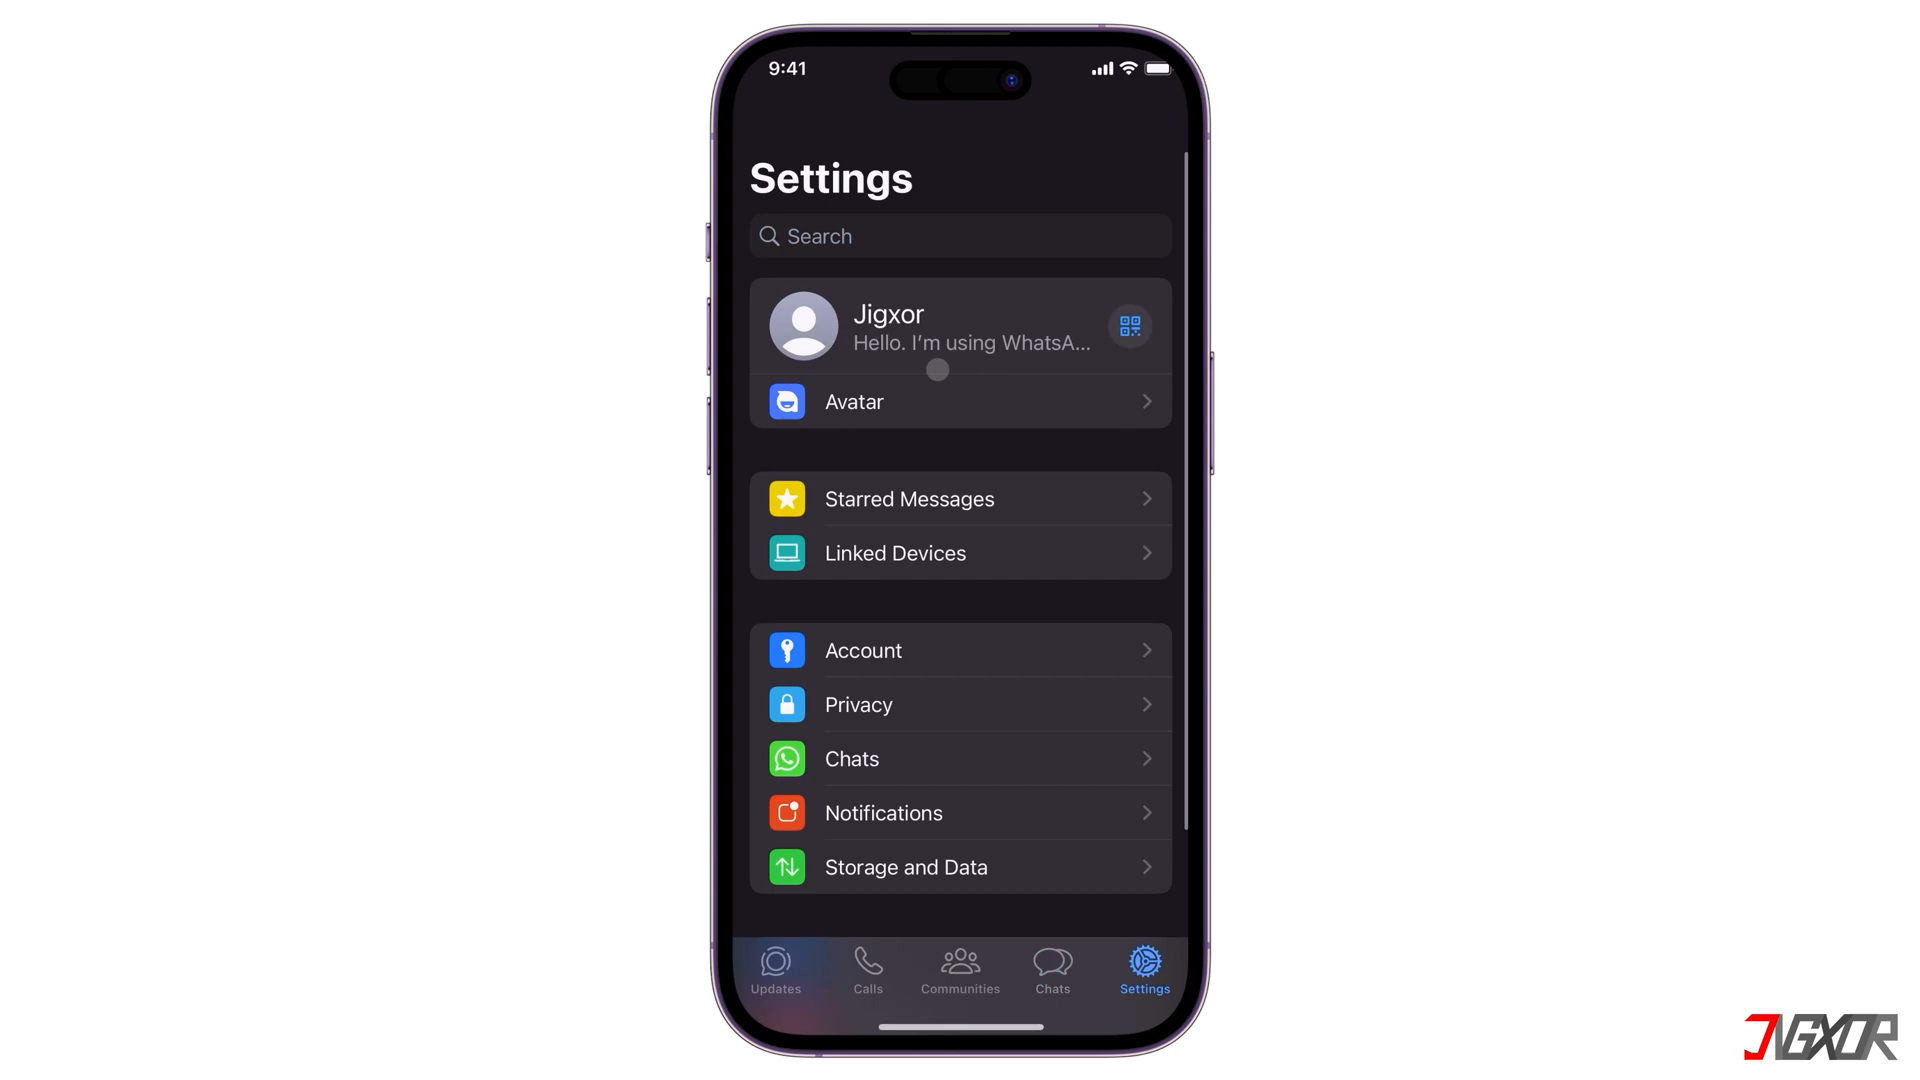 9:41
Settings
Search
Jigxor
Hello. I'm using WhatsA...
Avatar
Starred Messages
Linked Devices
Account
Privacy
Chats
Notifications
Storage and Data
Updates
Calls
Communities
Chats
Settings
JIGXOR